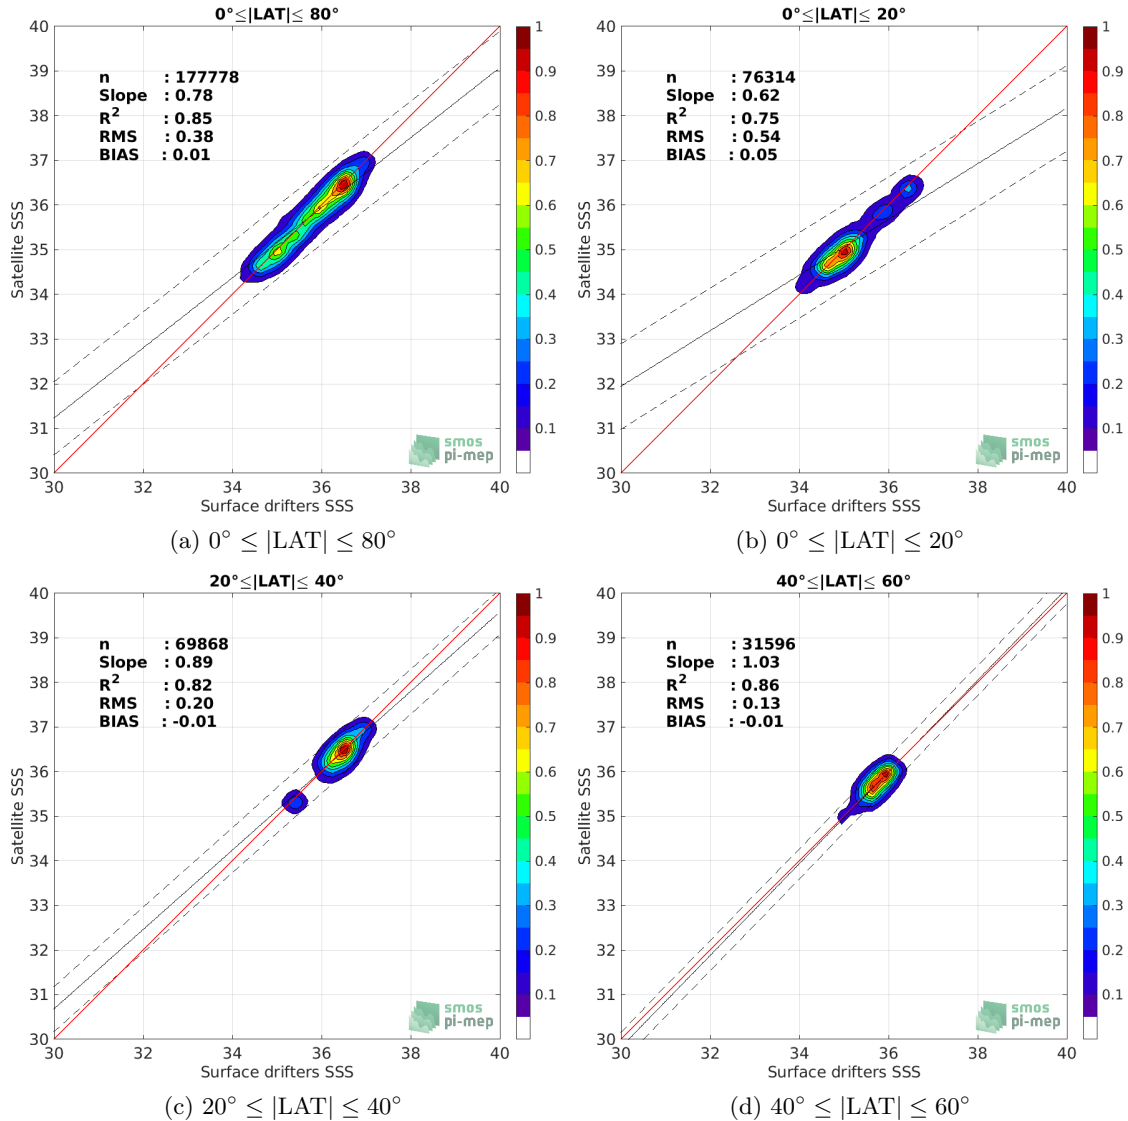 0°≤|LAT|≤ 80°
n : 177778
Slope : 0.78
R² : 0.85
RMS : 0.38
BIAS : 0.01
40
39
38
37
36
35
34
33
32
31
30
30 32 34 36 38 40
Satellite SSS
Surface drifters SSS
smos
pi-mep
1
0.9
0.8
0.7
0.6
0.5
0.4
0.3
0.2
0.1
(a) 0° ≤ |LAT| ≤ 80°
0°≤|LAT|≤ 20°
n : 76314
Slope : 0.62
R² : 0.75
RMS : 0.54
BIAS : 0.05
40
39
38
37
36
35
34
33
32
31
30
30 32 34 36 38 40
Satellite SSS
Surface drifters SSS
smos
pi-mep
1
0.9
0.8
0.7
0.6
0.5
0.4
0.3
0.2
0.1
(b) 0° ≤ |LAT| ≤ 20°
20°≤|LAT|≤ 40°
n : 69868
Slope : 0.89
R² : 0.82
RMS : 0.20
BIAS : -0.01
40
39
38
37
36
35
34
33
32
31
30
30 32 34 36 38 40
Satellite SSS
Surface drifters SSS
smos
pi-mep
1
0.9
0.8
0.7
0.6
0.5
0.4
0.3
0.2
0.1
(c) 20° ≤ |LAT| ≤ 40°
40°≤|LAT|≤ 60°
n : 31596
Slope : 1.03
R² : 0.86
RMS : 0.13
BIAS : -0.01
40
39
38
37
36
35
34
33
32
31
30
30 32 34 36 38 40
Satellite SSS
Surface drifters SSS
smos
pi-mep
1
0.9
0.8
0.7
0.6
0.5
0.4
0.3
0.2
0.1
(d) 40° ≤ |LAT| ≤ 60°